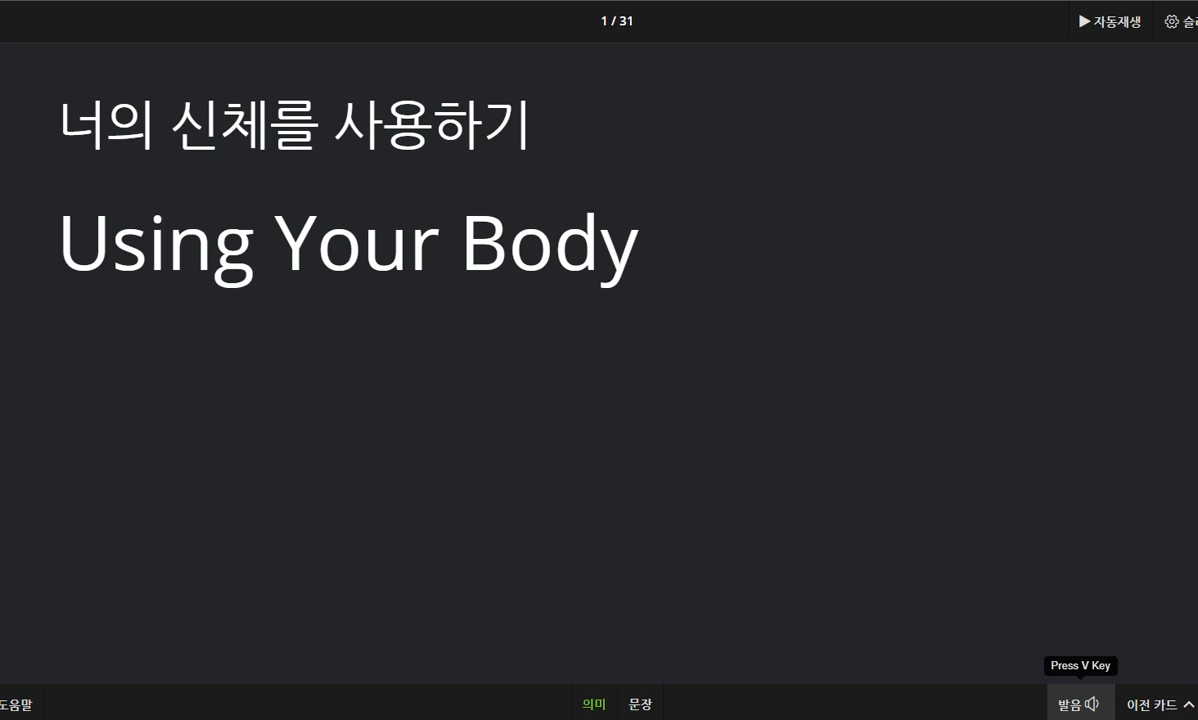 1 / 31
자동재생
너의 신체를 사용하기
Using Your Body
Press V Key
도움말
의미
문장
발음
이전 카드